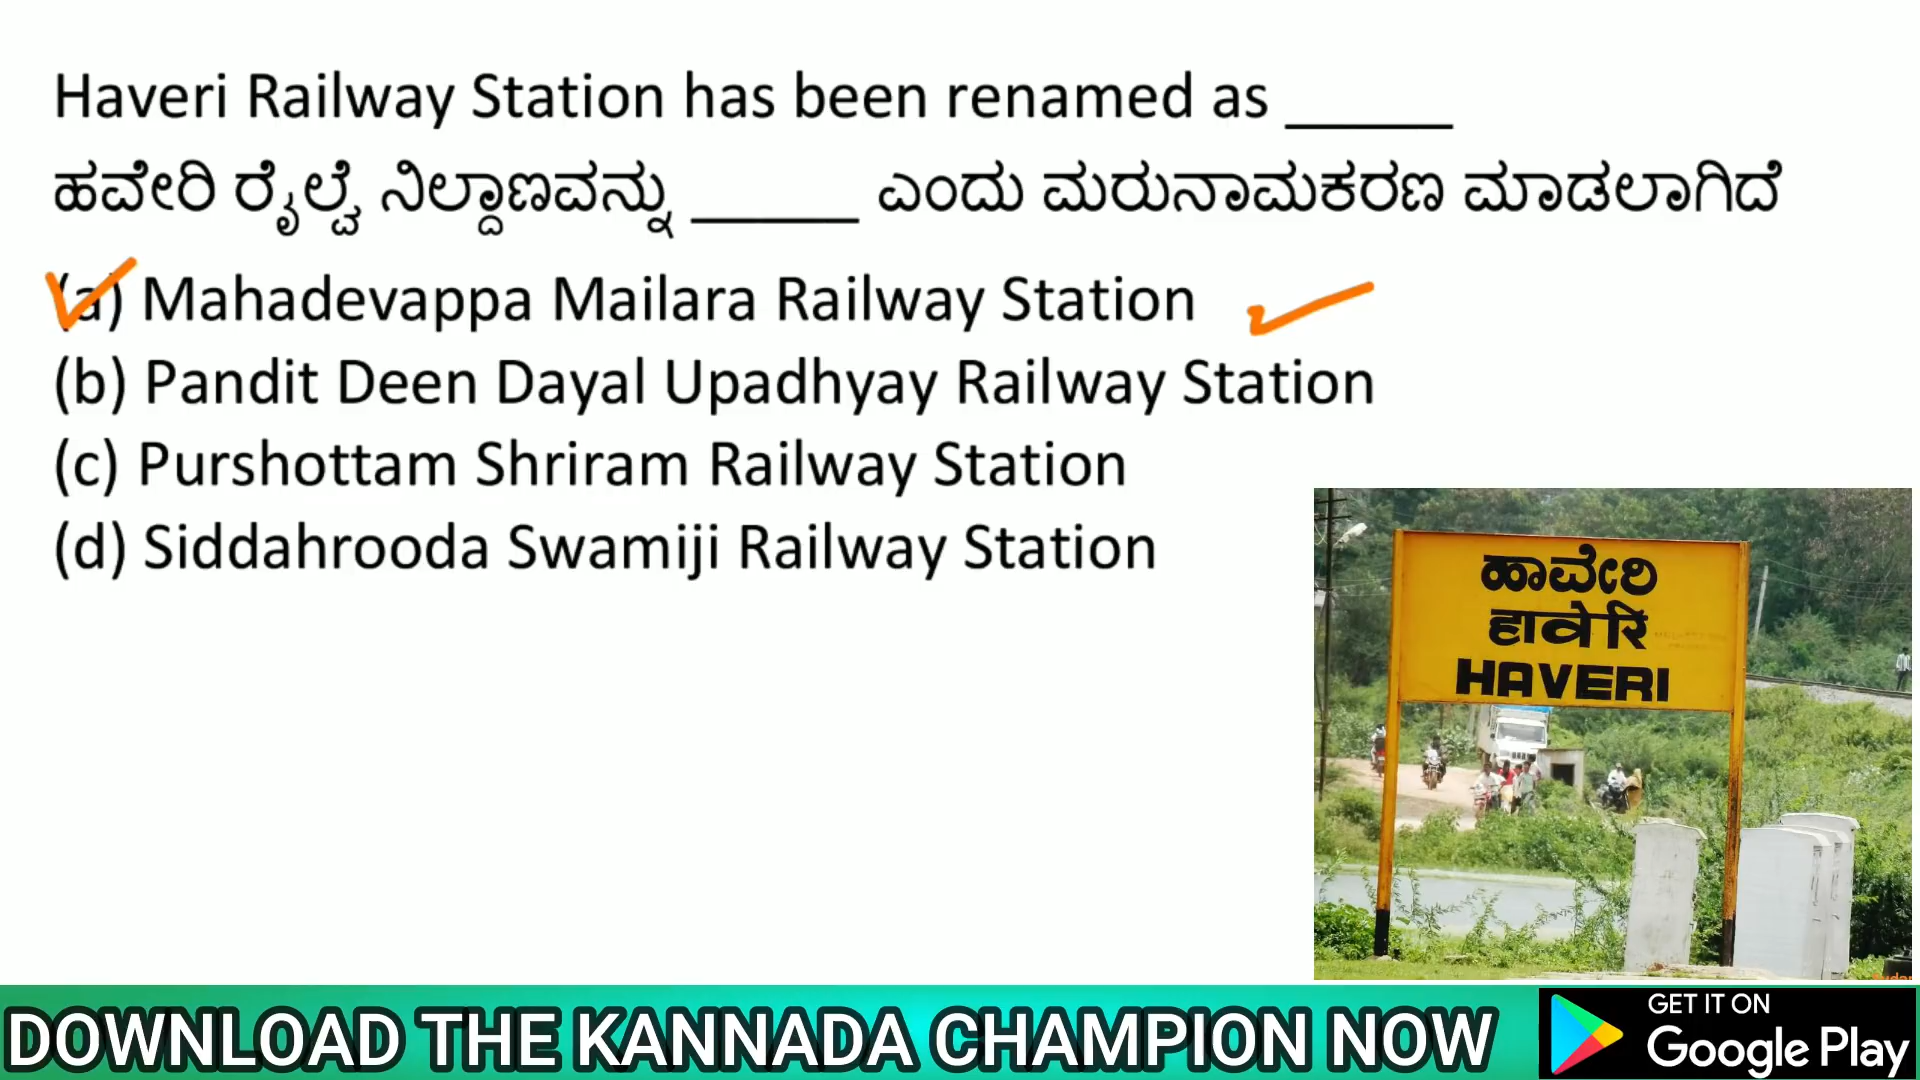 Haveri Railway Station has been renamed as _____
ಹವೇರಿ ರೈಲ್ವೆ ನಿಲ್ದಾಣವನ್ನು _____ ಎಂದು ಮರುನಾಮಕರಣ ಮಾಡಲಾಗಿದೆ
(a) Mahadevappa Mailara Railway Station
(b) Pandit Deen Dayal Upadhyay Railway Station
(c) Purshottam Shriram Railway Station
(d) Siddahrooda Swamiji Railway Station
ಹಾವೇರಿ
हावेरि
HAVERI
DOWNLOAD THE KANNADA CHAMPION NOW
GET IT ON
Google Play